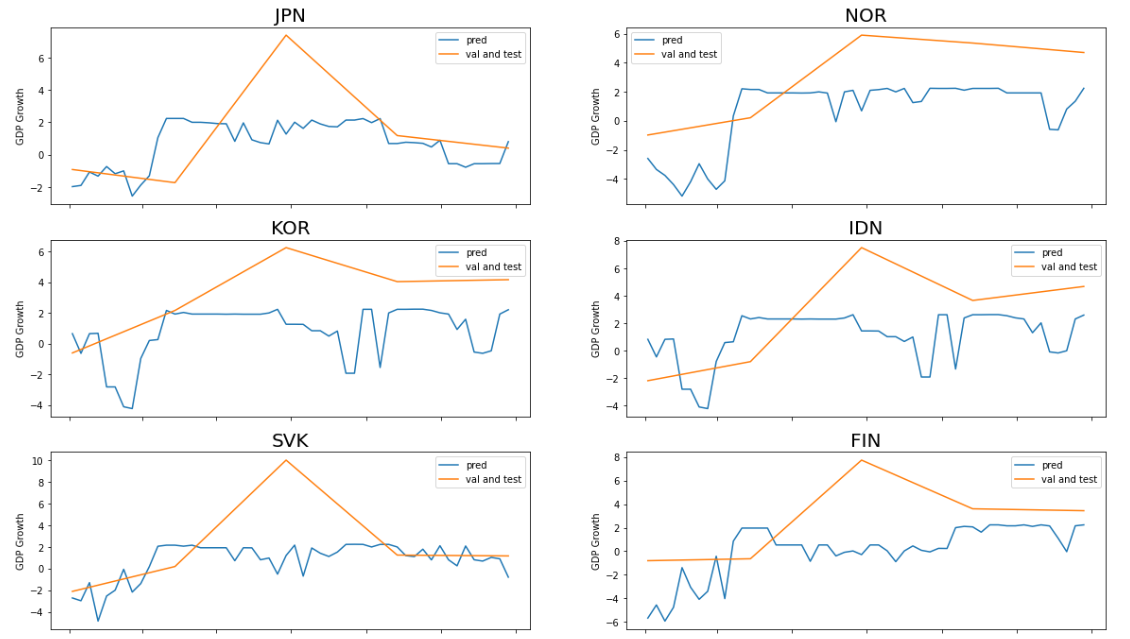 JPN
GDP Growth
6
4
2
0
−2
pred
val and test
NOR
GDP Growth
6
4
2
0
−2
−4
pred
val and test
KOR
GDP Growth
6
4
2
0
−2
−4
pred
val and test
IDN
GDP Growth
8
6
4
2
0
−2
−4
pred
val and test
SVK
GDP Growth
10
8
6
4
2
0
−2
−4
pred
val and test
FIN
GDP Growth
8
6
4
2
0
−2
−4
−6
pred
val and test